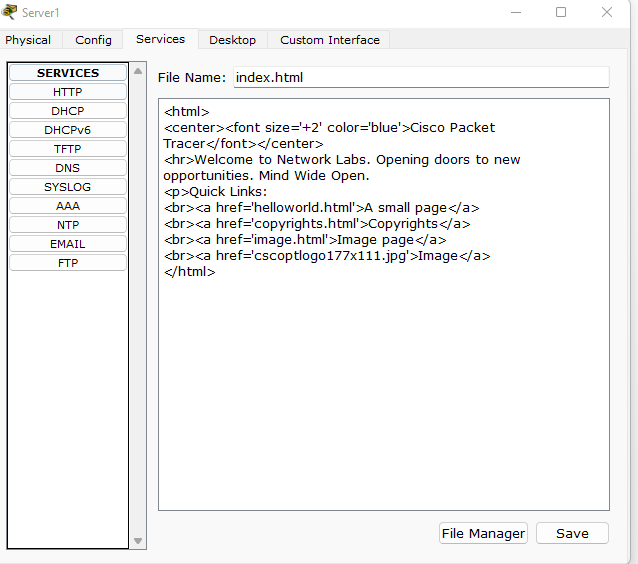 Server1
Physical Config Services Desktop Custom Interface
SERVICES
HTTP
DHCP
DHCPv6
TFTP
DNS
SYSLOG
AAA
NTP
EMAIL
FTP
File Name: index.html
<html>
<center><font size='+2' color='blue'>Cisco Packet
Tracer</font></center>
<hr>Welcome to Network Labs. Opening doors to new
opportunities. Mind Wide Open.
<p>Quick Links:
<br><a href='helloworld.html'>A small page</a>
<br><a href='copyrights.html'>Copyrights</a>
<br><a href='image.html'>Image page</a>
<br><a href='cscoptlogo177x111.jpg'>Image</a>
</html>
File Manager Save